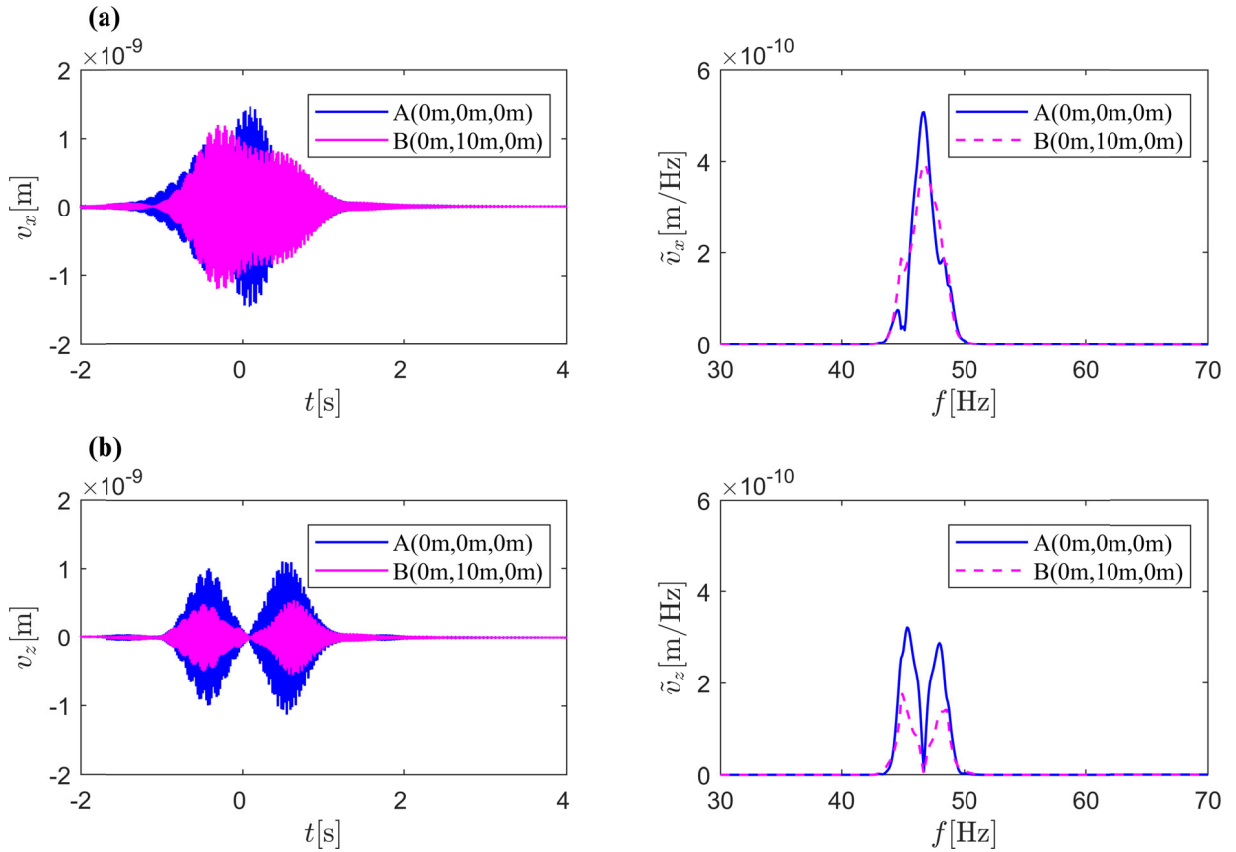 (a)
×10⁻⁹
2
1
0
-1
-2
vₓ[m]
A(0m,0m,0m)
B(0m,10m,0m)
-2
0
2
4
t[s]
×10⁻¹⁰
6
4
2
0
ṽₓ[m/Hz]
A(0m,0m,0m)
B(0m,10m,0m)
30
40
50
60
70
f[Hz]
(b)
×10⁻⁹
2
1
0
-1
-2
v_z[m]
A(0m,0m,0m)
B(0m,10m,0m)
-2
0
2
4
t[s]
×10⁻¹⁰
6
4
2
0
ṽ_z[m/Hz]
A(0m,0m,0m)
B(0m,10m,0m)
30
40
50
60
70
f[Hz]